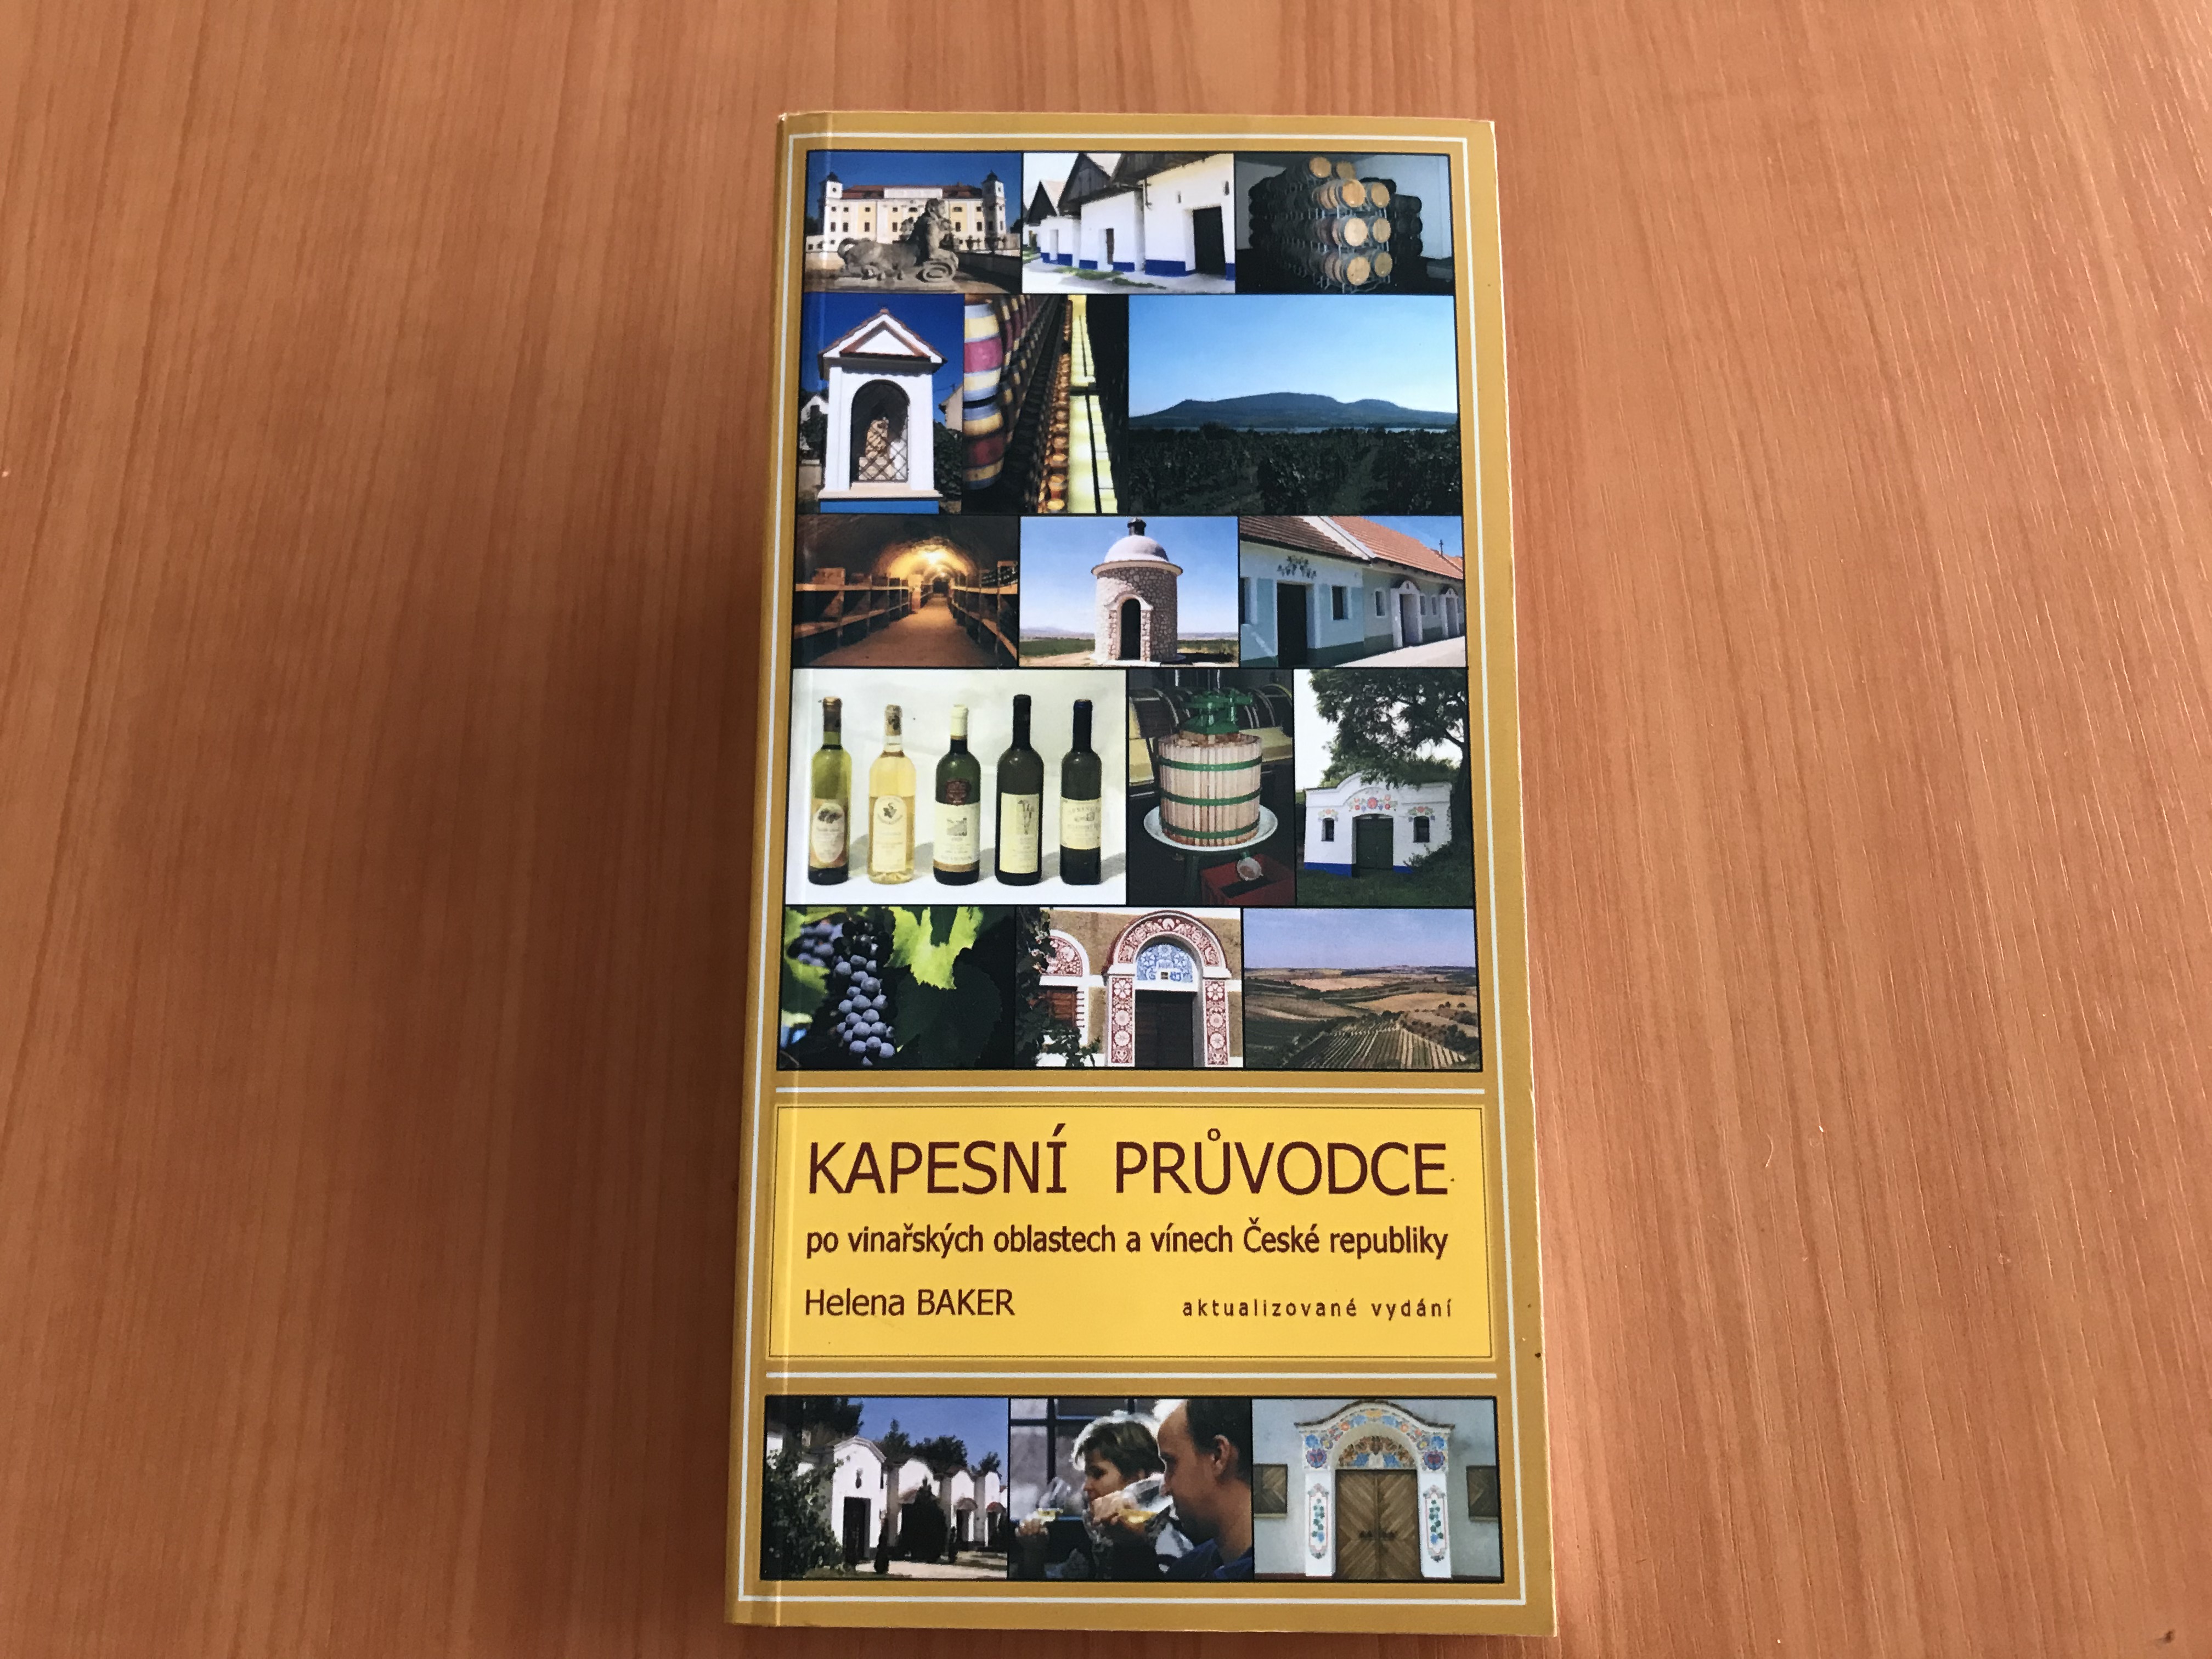 KAPESNÍ PRŮVODCE
po vinařských oblastech a vínech České republiky
Helena BAKER
aktualizované vydání